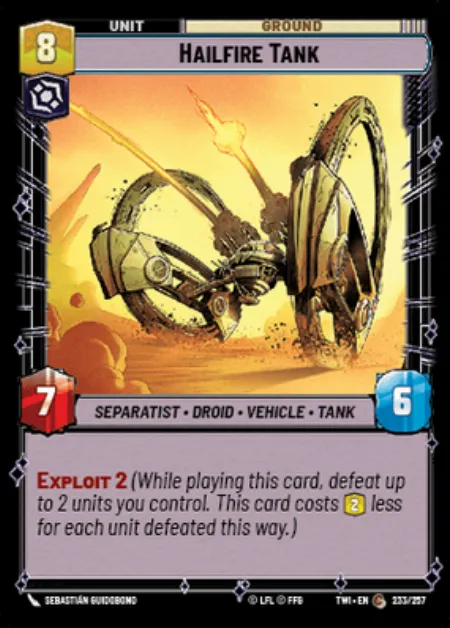 UNIT GROUND
8 HAILFIRE TANK
7 SEPARATIST • DROID • VEHICLE • TANK 6
EXPLOIT 2 (While playing this card, defeat up
to 2 units you control. This card costs 2 less
for each unit defeated this way.)
SEBASTIÁN GUIDOBONO © LFL © FFG TWI • EN C 233/257